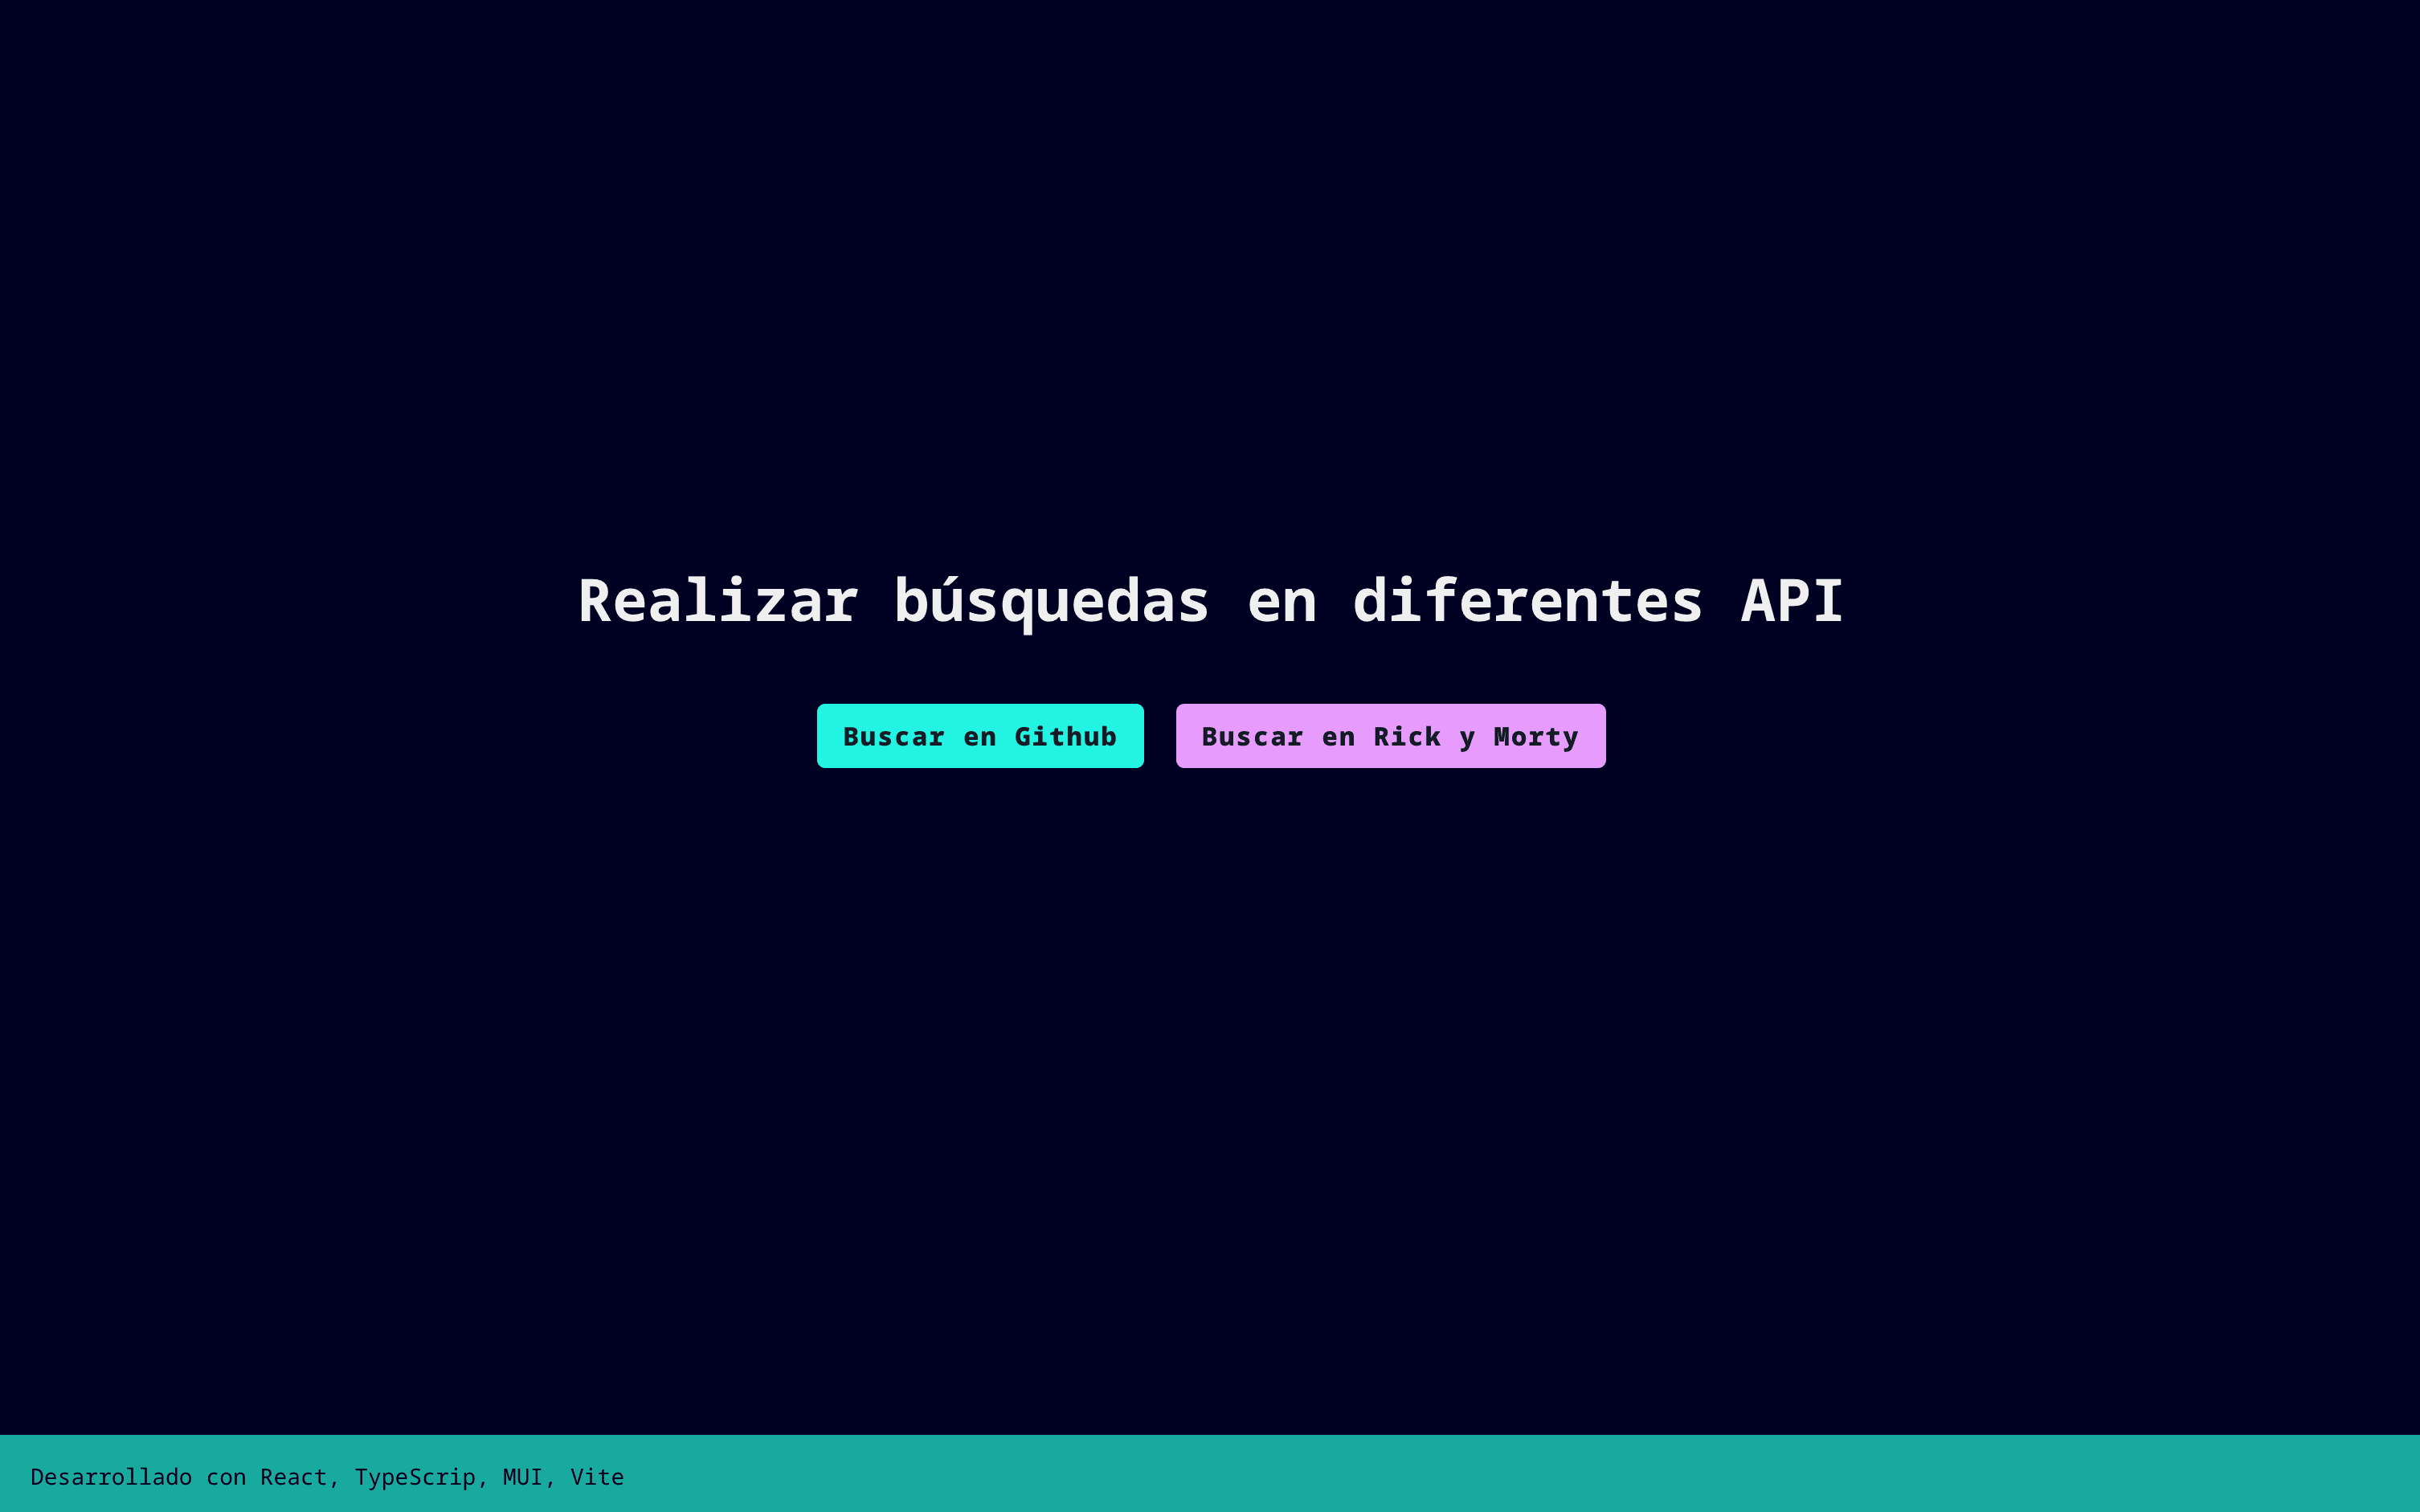 Realizar búsquedas en diferentes API
Buscar en Github
Buscar en Rick y Morty
Desarrollado con React, TypeScrip, MUI, Vite